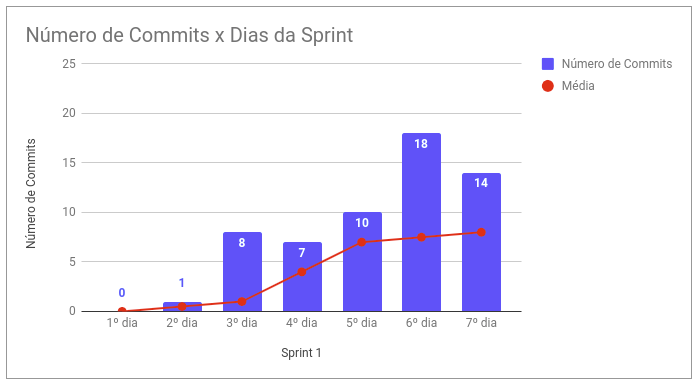 Número de Commits x Dias da Sprint
Número de Commits
Média
Número de Commits
25
20
15
10
5
0
0
1
8
7
10
18
14
1º dia
2º dia
3º dia
4º dia
5º dia
6º dia
7º dia
Sprint 1